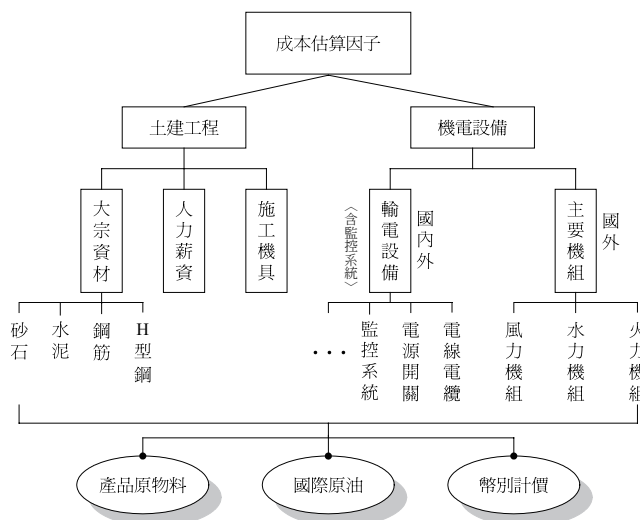 成本估算因子
土建工程
機電設備
大宗資材
人力薪資
施工機具
〈含監控系統〉
輸電設備
國內外
主要機組
國外
砂石
水泥
鋼筋
H型鋼
...
監控系統
電源開關
電線電纜
風力機組
水力機組
火力機組
產品原物料
國際原油
幣別計價